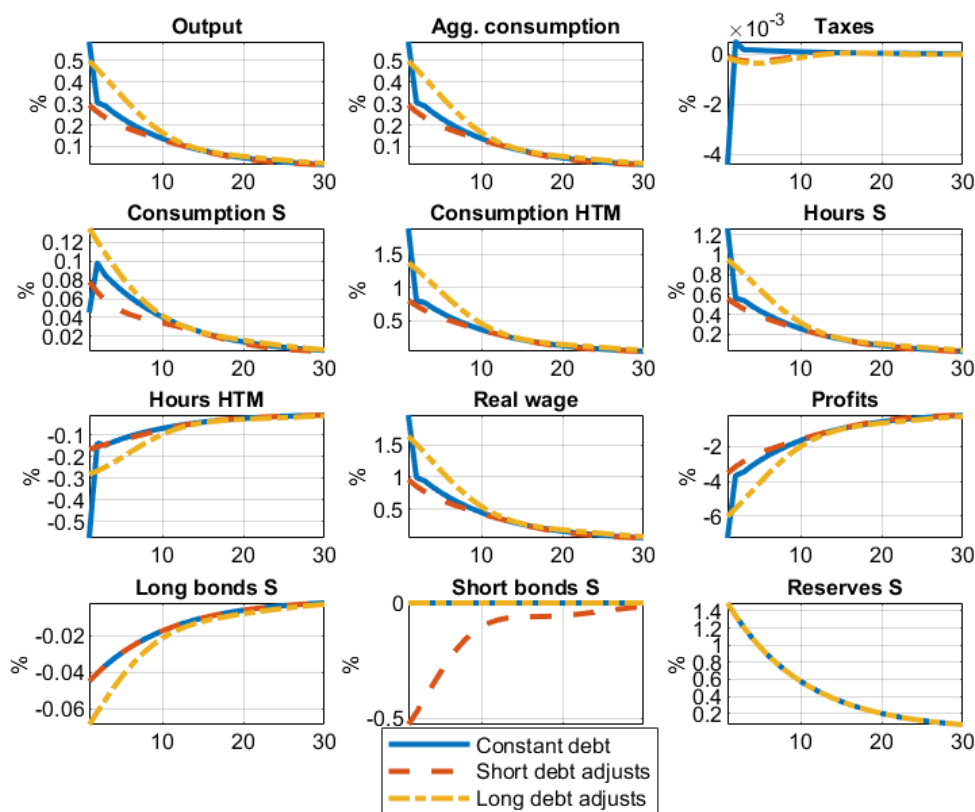 Output
%
0.5
0.4
0.3
0.2
0.1
10 20 30
Agg. consumption
%
0.5
0.4
0.3
0.2
0.1
10 20 30
Taxes
×10⁻³
%
0
-2
-4
10 20 30
Consumption S
%
0.12
0.1
0.08
0.06
0.04
0.02
10 20 30
Consumption HTM
%
1.5
1
0.5
10 20 30
Hours S
%
1.2
1
0.8
0.6
0.4
0.2
10 20 30
Hours HTM
%
-0.1
-0.2
-0.3
-0.4
-0.5
10 20 30
Real wage
%
1.5
1
0.5
10 20 30
Profits
%
-2
-4
-6
10 20 30
Long bonds S
%
-0.02
-0.04
-0.06
10 20 30
Short bonds S
%
0
-0.5
Reserves S
%
1.4
1.2
1
0.8
0.6
0.4
0.2
10 20 30
Constant debt
Short debt adjusts
Long debt adjusts